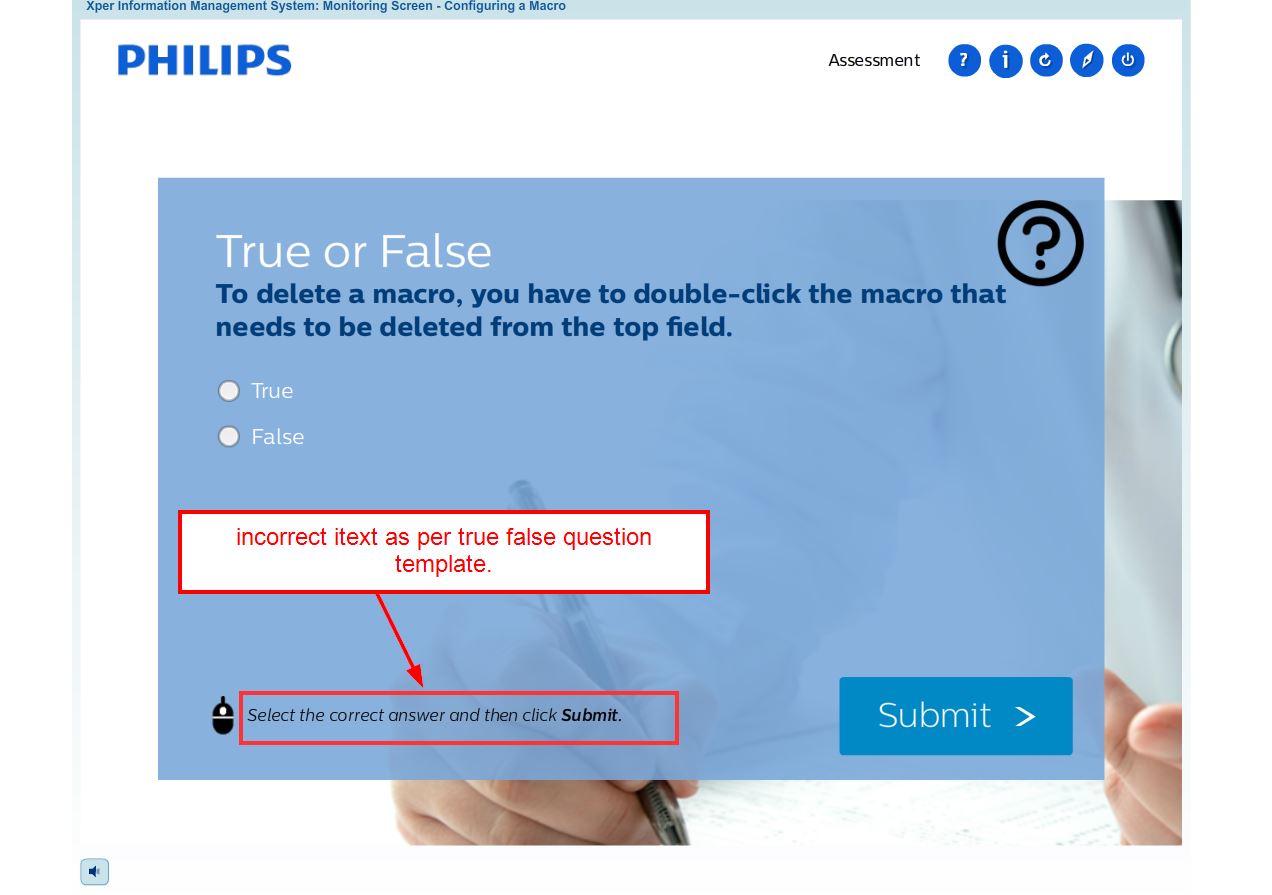 Xper Information Management System: Monitoring Screen - Configuring a Macro
PHILIPS
Assessment
True or False
To delete a macro, you have to double-click the macro that
needs to be deleted from the top field.
True
False
incorrect itext as per true false question
template.
Select the correct answer and then click Submit.
Submit >